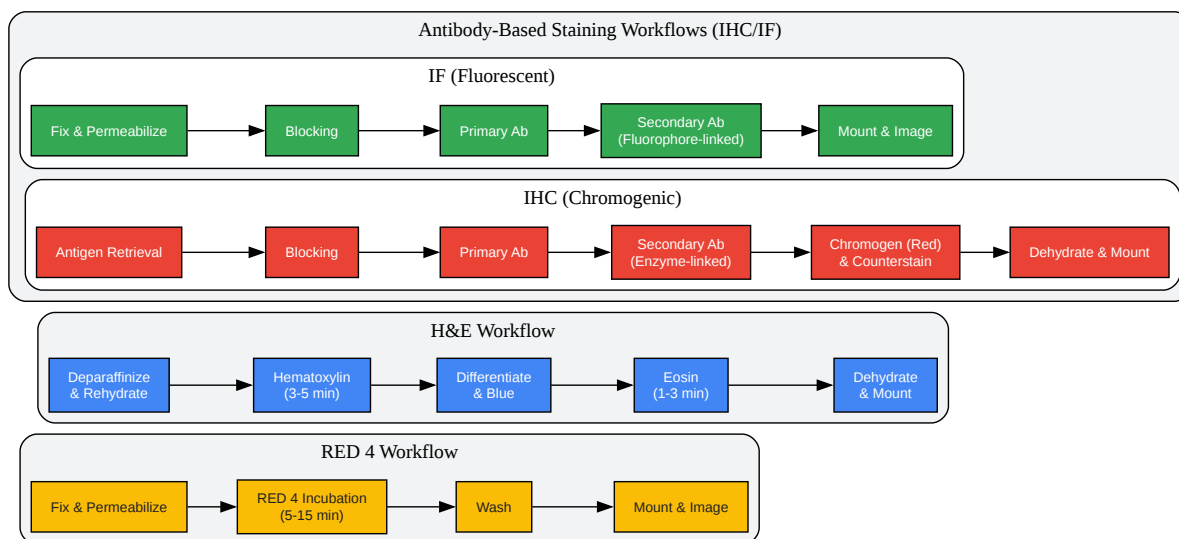 Antibody-Based Staining Workflows (IHC/IF)
IF (Fluorescent)
Fix & Permeabilize
Blocking
Primary Ab
Secondary Ab
(Fluorophore-linked)
Mount & Image
IHC (Chromogenic)
Antigen Retrieval
Blocking
Primary Ab
Secondary Ab
(Enzyme-linked)
Chromogen (Red)
& Counterstain
Dehydrate & Mount
H&E Workflow
Deparaffinize
& Rehydrate
Hematoxylin
(3-5 min)
Differentiate
& Blue
Eosin
(1-3 min)
Dehydrate
& Mount
RED 4 Workflow
Fix & Permeabilize
RED 4 Incubation
(5-15 min)
Wash
Mount & Image